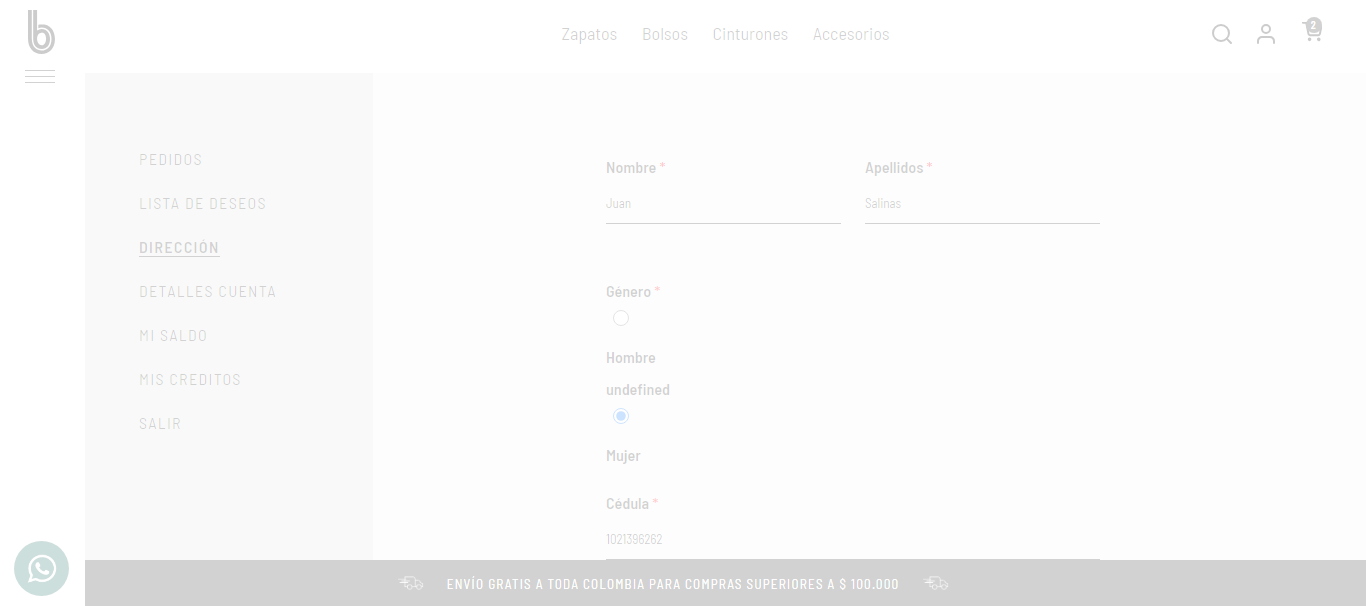 b
Zapatos Bolsos Cinturones Accesorios
2
PEDIDOS
LISTA DE DESEOS
DIRECCIÓN
DETALLES CUENTA
MI SALDO
MIS CREDITOS
SALIR
Nombre * Apellidos *
Juan Salinas
Género *
Hombre
undefined
Mujer
Cédula *
1021396262
ENVÍO GRATIS A TODA COLOMBIA PARA COMPRAS SUPERIORES A $ 100.000